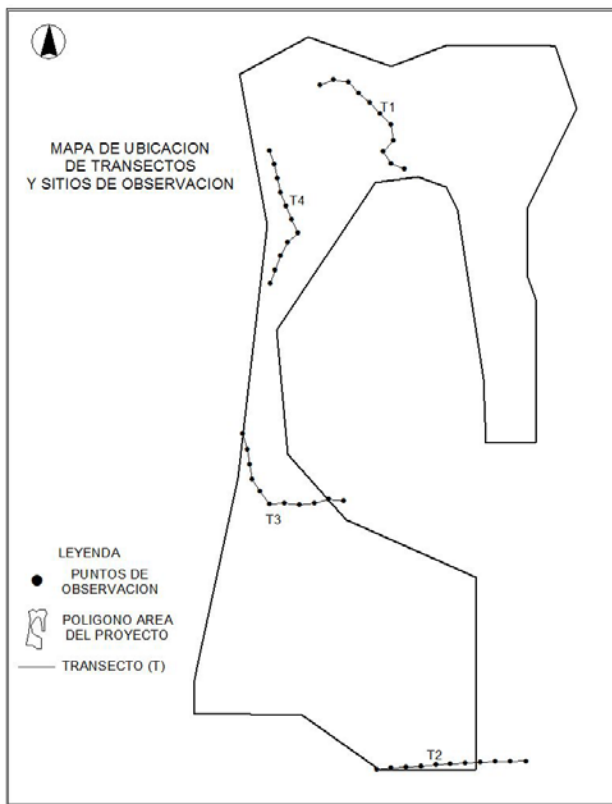 MAPA DE UBICACION
DE TRANSECTOS
Y SITIOS DE OBSERVACION
T1
T4
T3
T2
LEYENDA
PUNTOS DE
OBSERVACION
POLIGONO AREA
DEL PROYECTO
TRANSECTO (T)